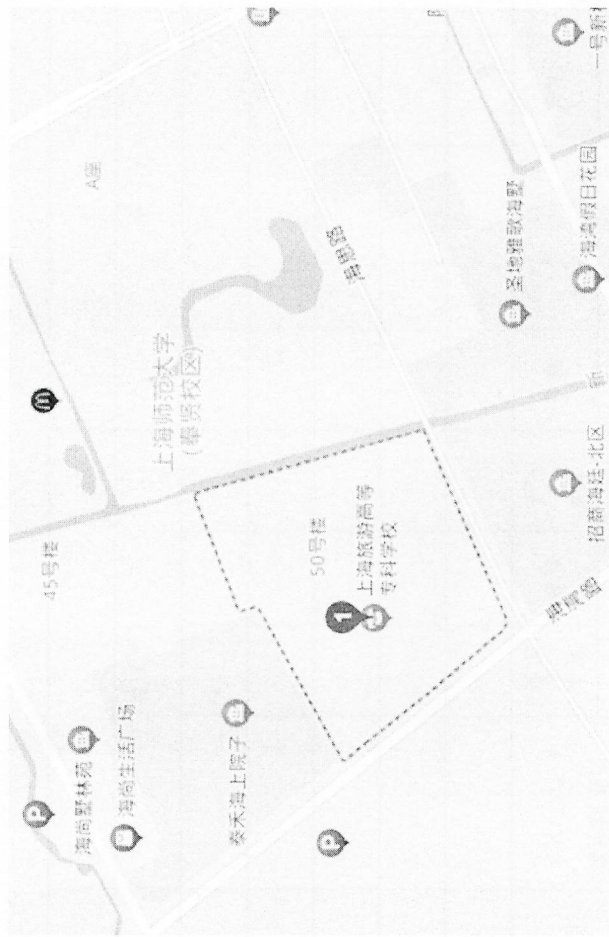 A座
45号楼
上海师范大学
(奉贤校区)
海思路
海尚墅林苑
海尚生活广场
P
泰禾海上院子
P
50号楼
1
上海旅游高等
专科学校
圣地雅歌海墅
海湾假日花园
招商海廷-北区